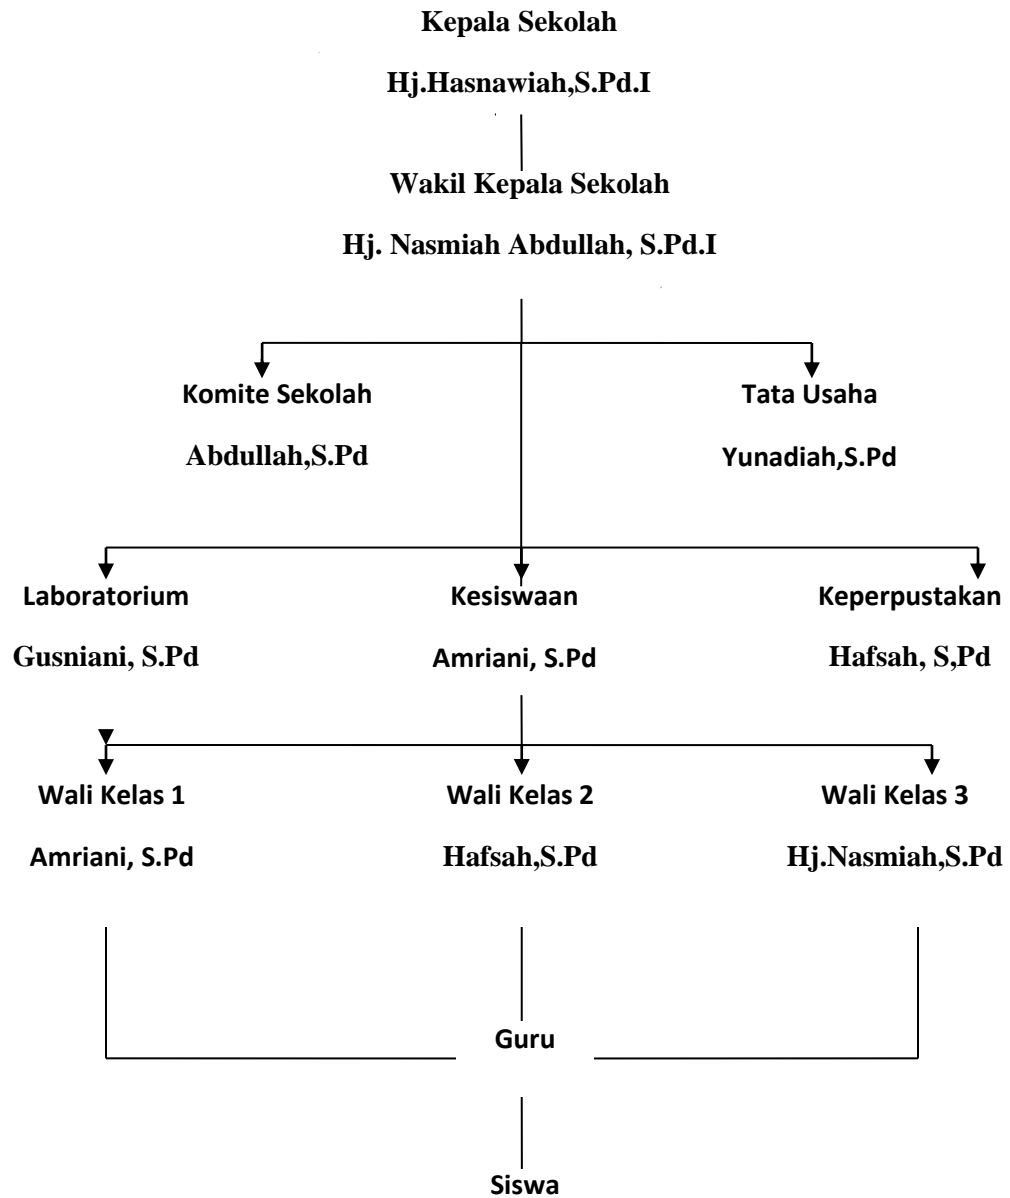 Kepala Sekolah
Hj.Hasnawiah,S.Pd.I
Wakil Kepala Sekolah
Hj. Nasmiah Abdullah, S.Pd.I
Komite Sekolah
Abdullah,S.Pd
Tata Usaha
Yunadiah,S.Pd
Laboratorium
Gusniani, S.Pd
Kesiswaan
Amriani, S.Pd
Keperpustakan
Hafsah, S,Pd
Wali Kelas 1
Amriani, S.Pd
Wali Kelas 2
Hafsah,S.Pd
Wali Kelas 3
Hj.Nasmiah,S.Pd
Guru
Siswa